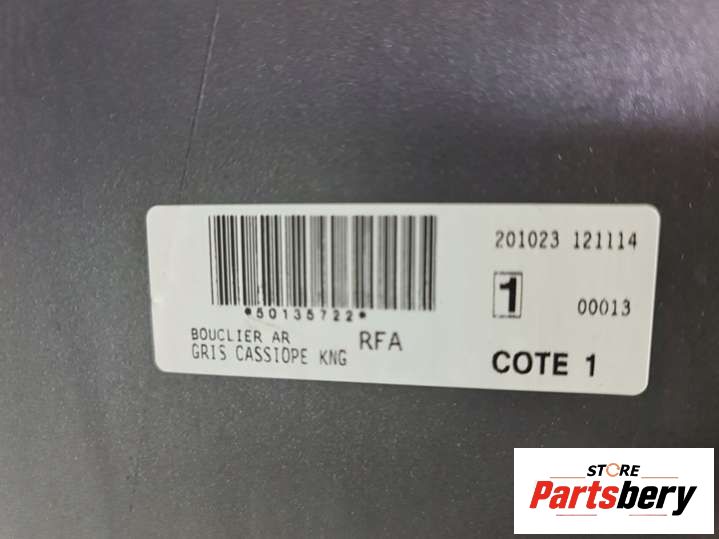 *50135722*
BOUCLIER AR
GRIS CASSIOPE KNG
RFA
201023 121114
1
00013
COTE 1
STORE
Partsbery